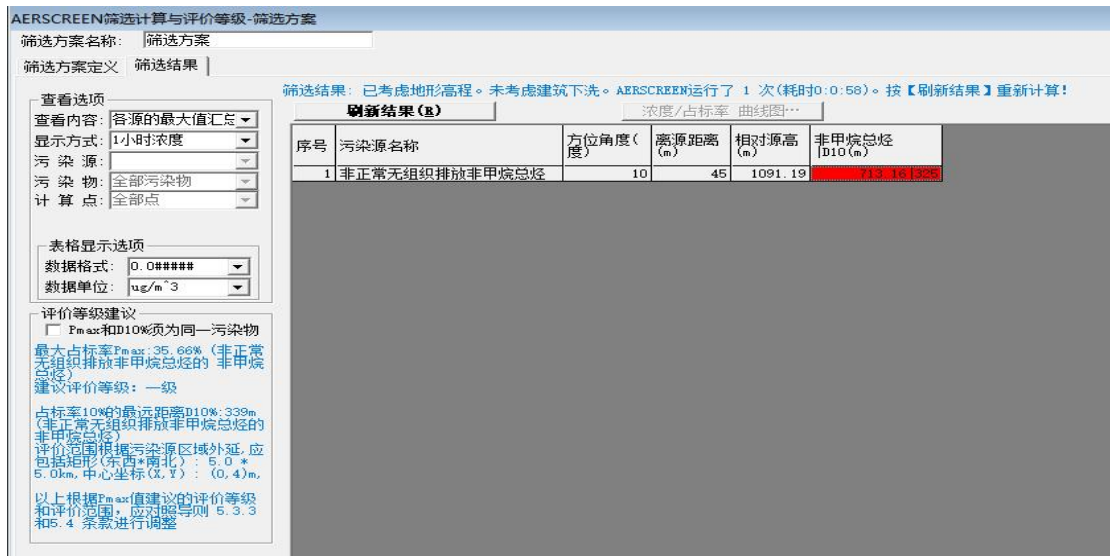 AERSCREEN筛选计算与评价等级-筛选方案
筛选方案名称: 筛选方案
筛选方案定义 筛选结果
筛选结果: 已考虑地形高程。未考虑建筑下洗。AERSCREEN运行了 1 次(耗时0:0:58)。按【刷新结果】重新计算!
查看选项
查看内容: 各源的最大值汇总
显示方式: 1小时浓度
污 染 源:
污 染 物: 全部污染物
计 算 点: 全部点
表格显示选项
数据格式: 0.0#####
数据单位: ug/m^3
评价等级建议
Pmax和D10%须为同一污染物
最大占标率Pmax:35.66% (非正常
无组织排放非甲烷总烃的 非甲烷
总烃)
建议评价等级: 一级
占标率10%的最远距离D10%:339m
(非正常无组织排放非甲烷总烃的
非甲烷总烃)
评价范围根据污染源区域外延,应
包括矩形(东西*南北): 5.0 *
5.0km,中心坐标(X,Y): (0,4)m,
以上根据Pmax值建议的评价等级
和评价范围,应对照导则 5.3.3
和5.4 条款进行调整
刷新结果(R) 浓度/占标率 曲线图…
序号 污染源名称 方位角度(度) 离源距离(m) 相对源高(m) 非甲烷总烃|D10(m)
1 非正常无组织排放非甲烷总烃 10 45 1091.19 713.16|325